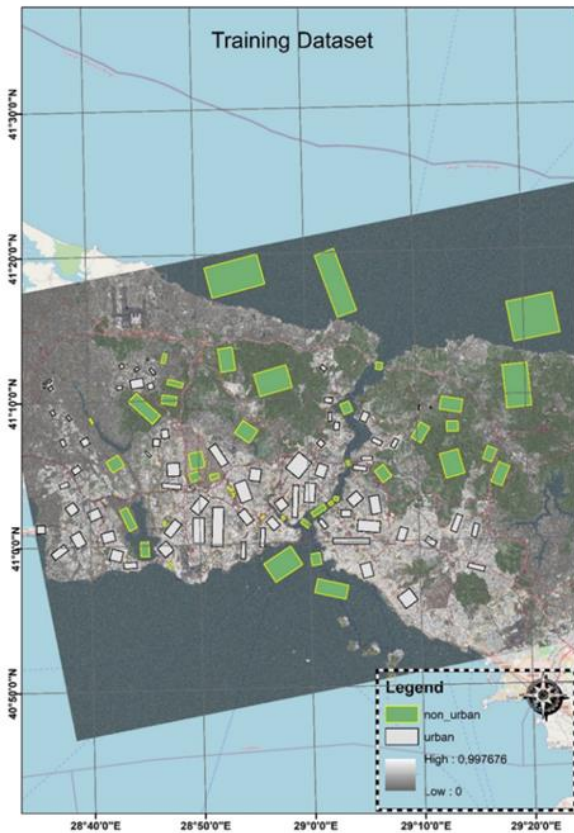 Training Dataset
41°30'0"N
41°20'0"N
41°10'0"N
41°0'0"N
40°50'0"N
Legend
non_urban
urban
High : 0,997676
Low : 0
28°40'0"E
28°50'0"E
29°0'0"E
29°10'0"E
29°20'0"E